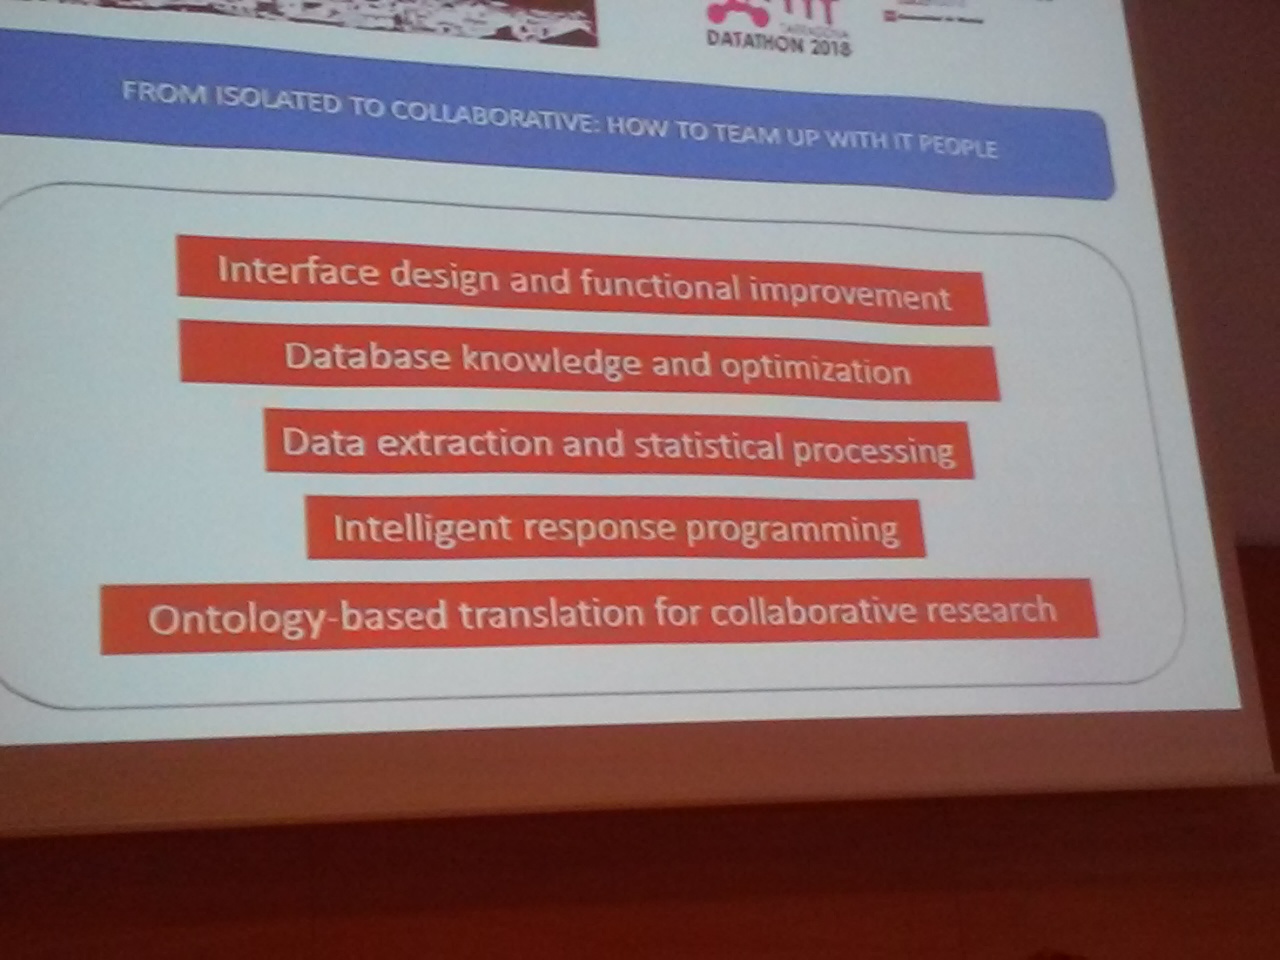 TARRAGONA
DATATHON 2018
FROM ISOLATED TO COLLABORATIVE: HOW TO TEAM UP WITH IT PEOPLE
Interface design and functional improvement
Database knowledge and optimization
Data extraction and statistical processing
Intelligent response programming
Ontology-based translation for collaborative research